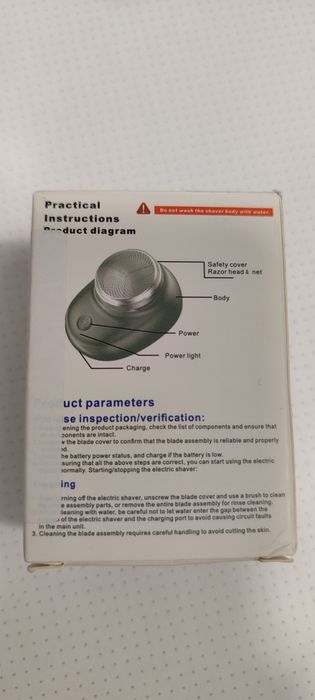 Practical
Do not wash the shaver body with water.
Instructions
Product diagram
Safety cover
Razor head & net
Body
Power
Power light
Charge
Product parameters
se inspection/verification:
ening the product packaging, check the list of components and ensure that
ponents are intact.
the blade cover to confirm that the blade assembly is reliable and properly
he battery power status, and charge if the battery is low.
suring that all the above steps are correct, you can start using the electric
normally. Starting/stopping the electric shaver:
ing
rning off the electric shaver, unscrew the blade cover and use a brush to clean
e assembly parts, or remove the entire blade assembly for rinse cleaning.
leaning with water, be careful not to let water enter the gap between the
of the electric shaver and the charging port to avoid causing circuit faults
in the main unit.
3. Cleaning the blade assembly requires careful handling to avoid cutting the skin.